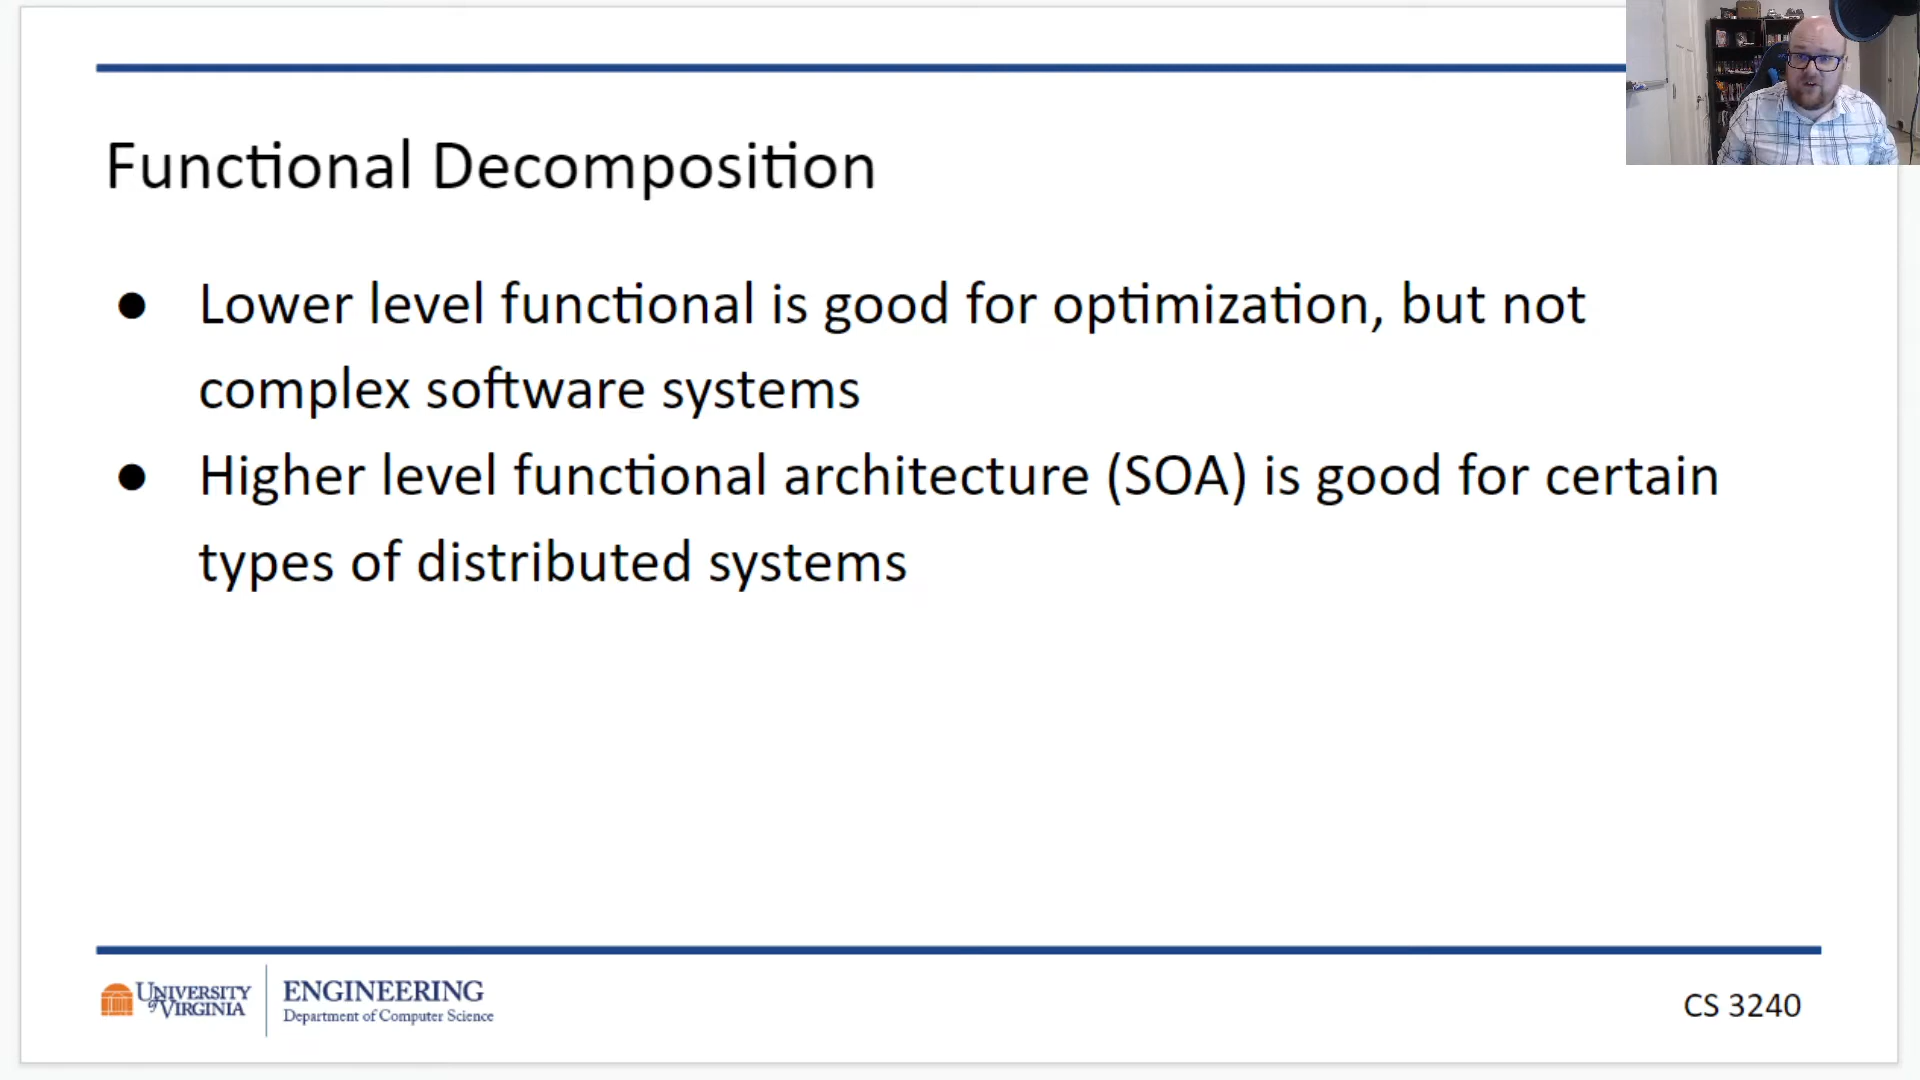 Functional Decomposition
● Lower level functional is good for optimization, but not
complex software systems
● Higher level functional architecture (SOA) is good for certain
types of distributed systems
UNIVERSITY
of VIRGINIA
ENGINEERING
Department of Computer Science
CS 3240